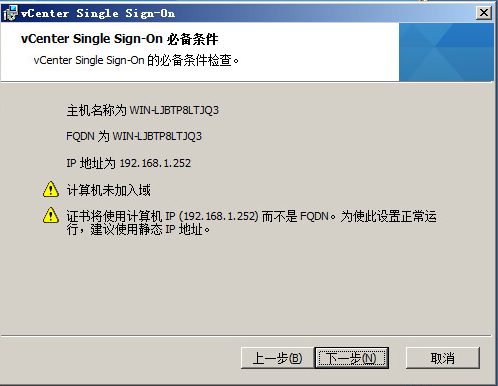 vCenter Single Sign-On
vCenter Single Sign-On 必备条件
vCenter Single Sign-On 的必备条件检查。
主机名称为 WIN-LJBTP8LTJQ3
FQDN 为 WIN-LJBTP8LTJQ3
IP 地址为 192.168.1.252
计算机未加入域
证书将使用计算机 IP (192.168.1.252) 而不是 FQDN。为使此设置正常运
行，建议使用静态 IP 地址。
上一步(B) 下一步(N) 取消